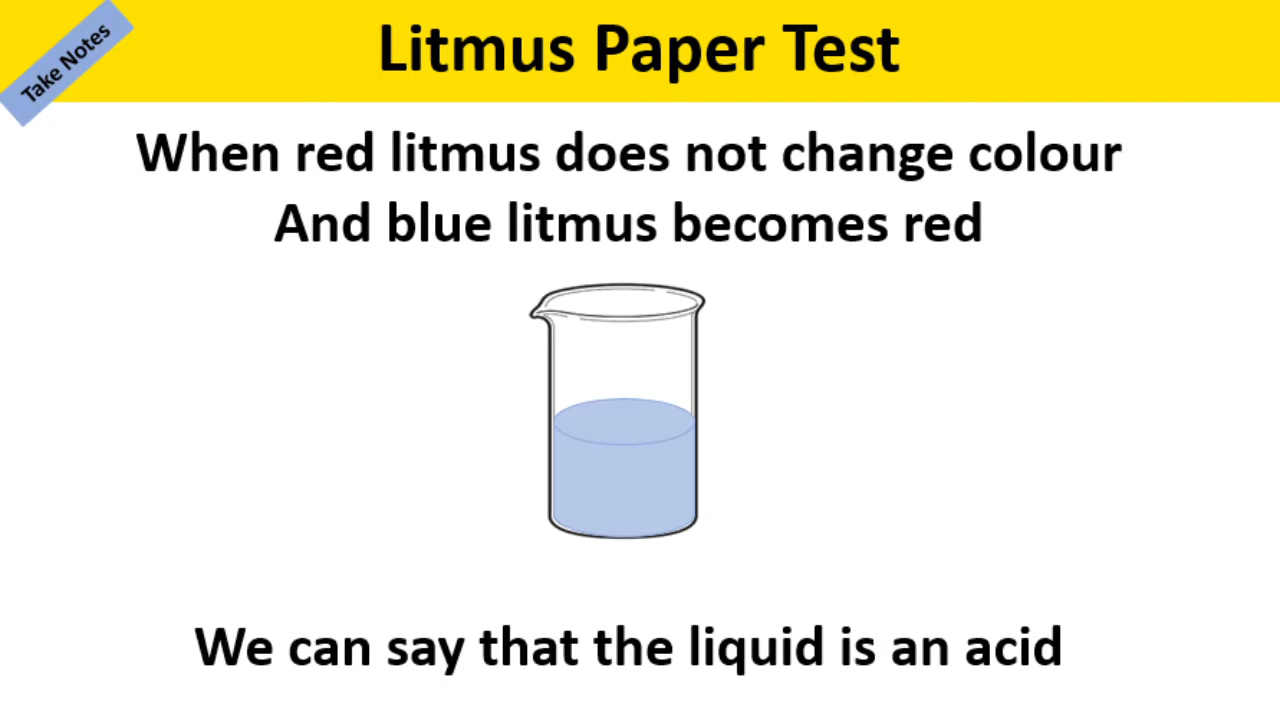 Take Notes
Litmus Paper Test
When red litmus does not change colour
And blue litmus becomes red
We can say that the liquid is an acid